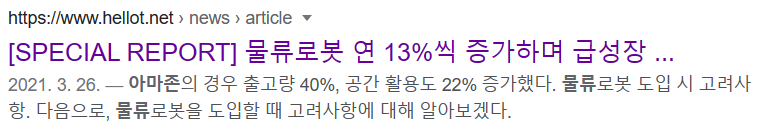 https://www.hellot.net › news › article
[SPECIAL REPORT] 물류로봇 연 13%씩 증가하며 급성장 ...
2021. 3. 26. — 아마존의 경우 출고량 40%, 공간 활용도 22% 증가했다. 물류로봇 도입 시 고려사
항. 다음으로, 물류로봇을 도입할 때 고려사항에 대해 알아보겠다.